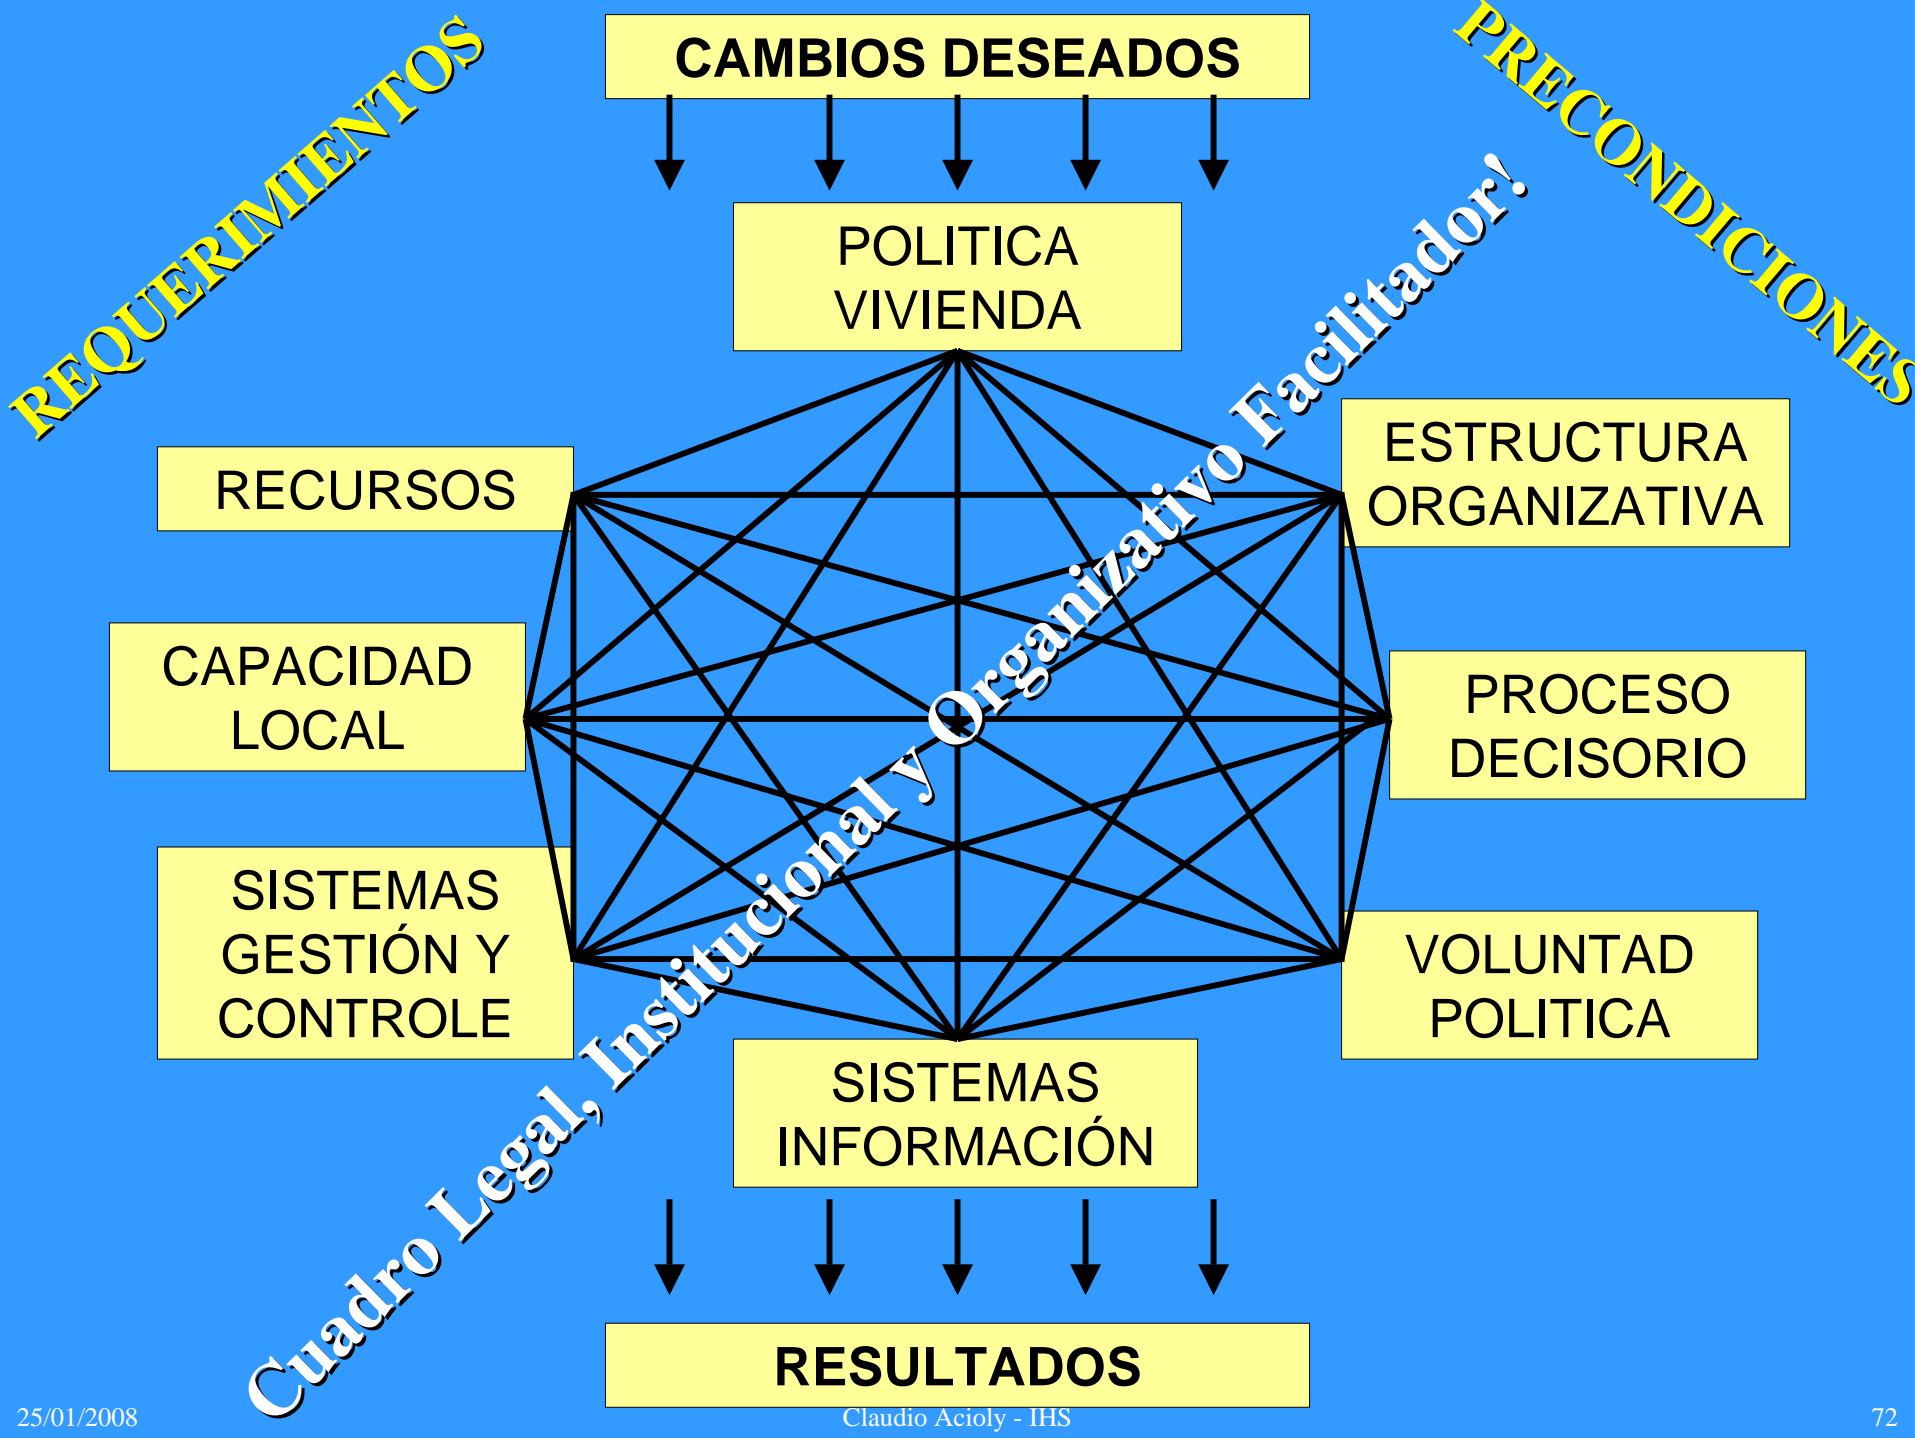 REQUERIMIENTOS
CAMBIOS DESEADOS
PRECONDICIONES
POLITICA
VIVIENDA
Cuadro Legal, Institucional y Organizativo Facilitador!
RECURSOS
ESTRUCTURA
ORGANIZATIVA
CAPACIDAD
LOCAL
PROCESO
DECISORIO
SISTEMAS
GESTIÓN Y
CONTROLE
VOLUNTAD
POLITICA
SISTEMAS
INFORMACIÓN
RESULTADOS
25/01/2008
Claudio Acioly - IHS
72